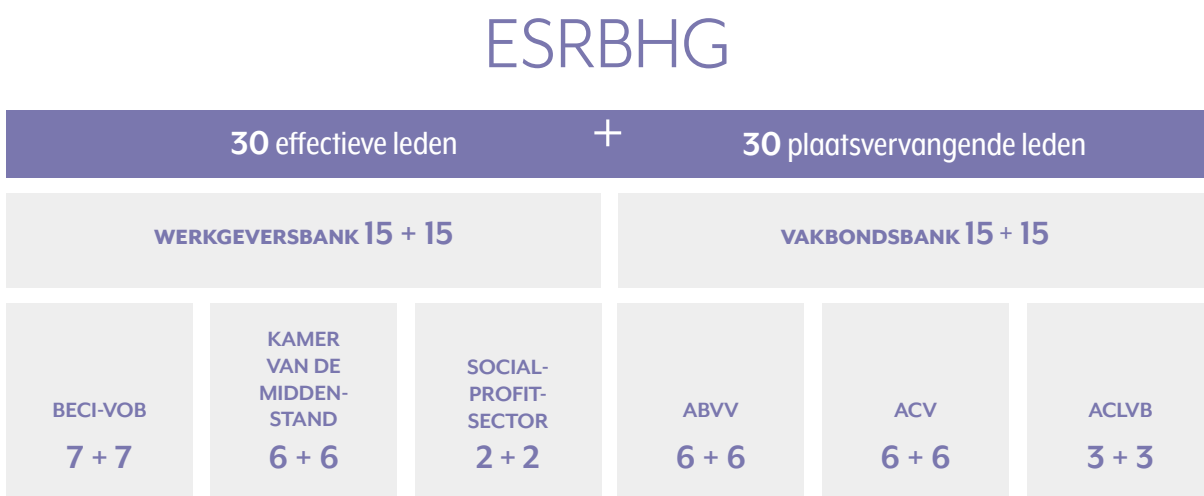 ESRBHG
30 effectieve leden + 30 plaatsvervangende leden
WERKGEVERSBANK 15 + 15
VAKBONDSBANK 15 + 15
BECI-VOB
7 + 7
KAMER
VAN DE
MIDDEN-
STAND
6 + 6
SOCIAL-
PROFIT-
SECTOR
2 + 2
ABVV
6 + 6
ACV
6 + 6
ACLVB
3 + 3